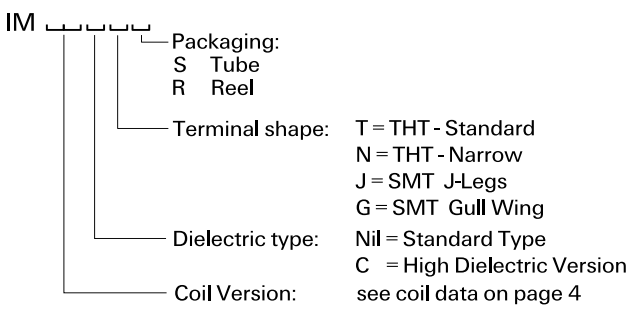 IM
Packaging:
S Tube
R Reel
Terminal shape: T = THT - Standard
N = THT - Narrow
J = SMT J-Legs
G = SMT Gull Wing
Dielectric type: Nil = Standard Type
C = High Dielectric Version
Coil Version: see coil data on page 4